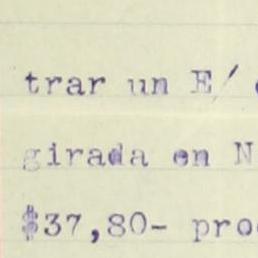 trar un E/
girada en N
$37,80- pro